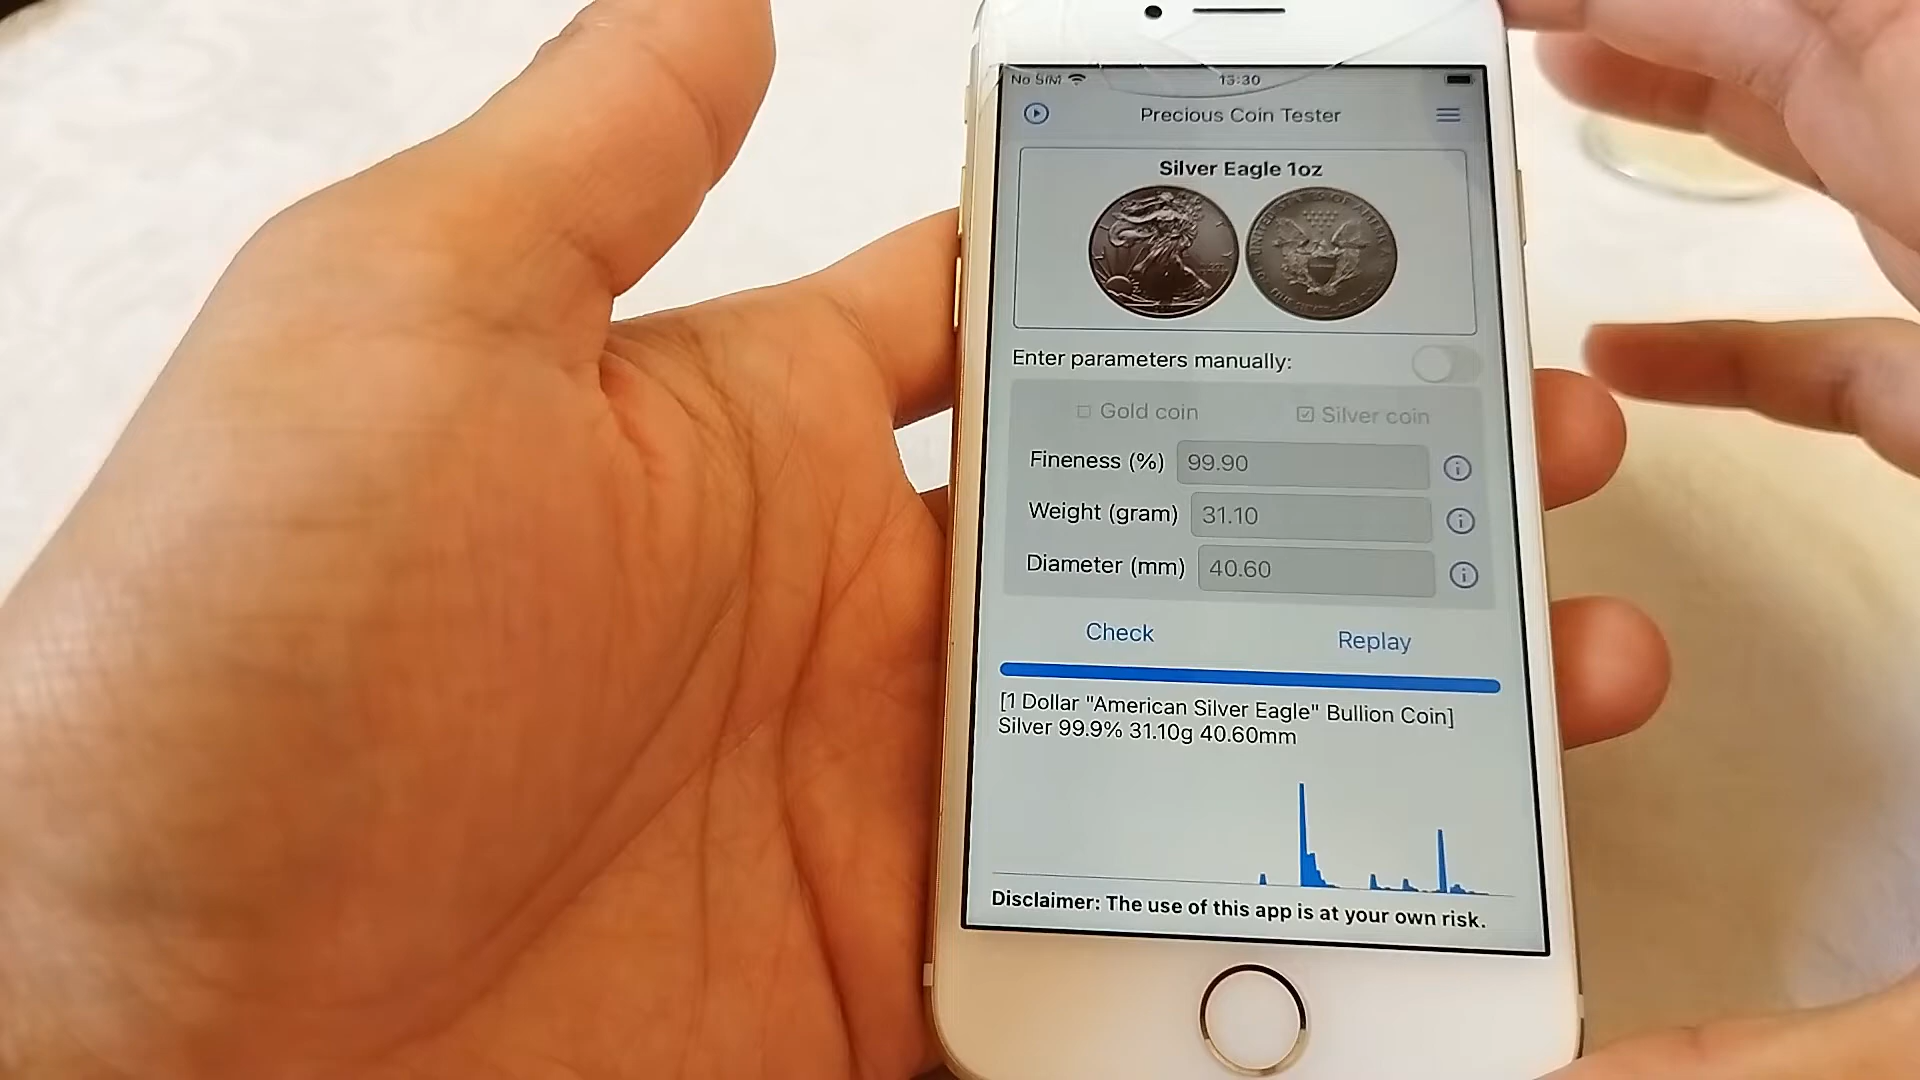 No SIM 13:30
Precious Coin Tester
Silver Eagle 1oz
Enter parameters manually:
Gold coin Silver coin
Fineness (%) 99.90
Weight (gram) 31.10
Diameter (mm) 40.60
Check Replay
[1 Dollar "American Silver Eagle" Bullion Coin]
Silver 99.9% 31.10g 40.60mm
Disclaimer: The use of this app is at your own risk.